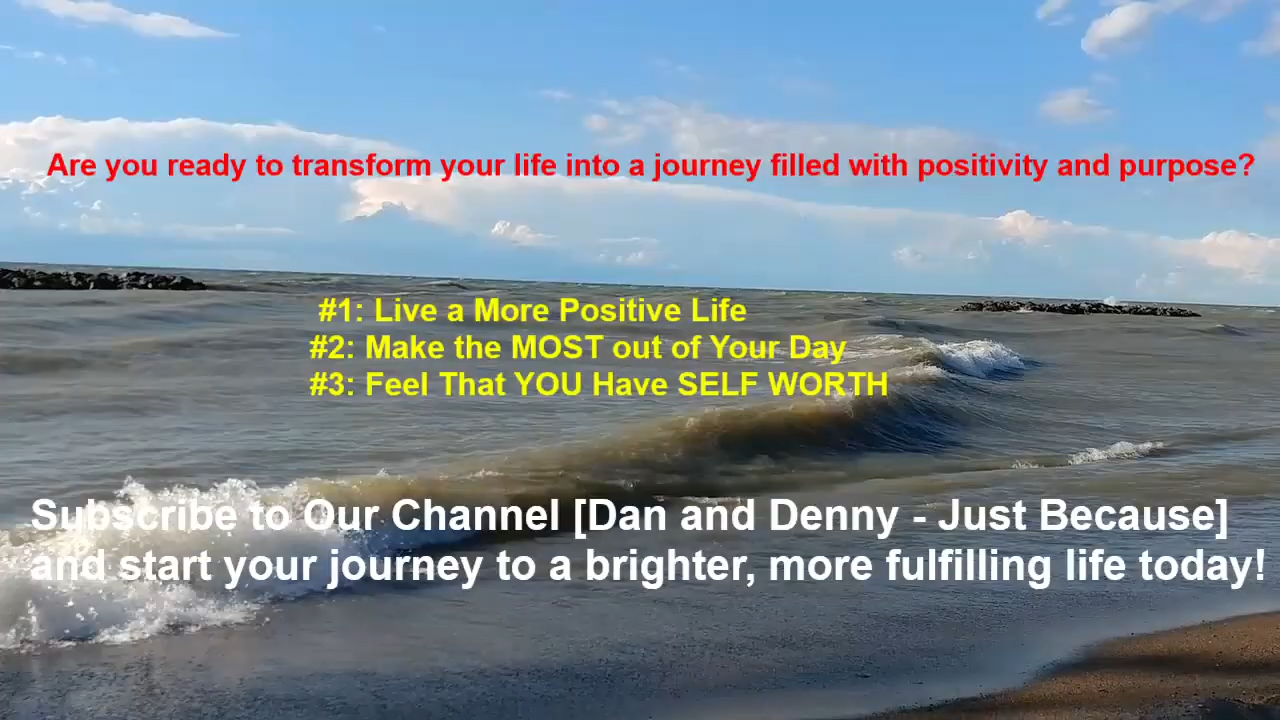 Are you ready to transform your life into a journey filled with positivity and purpose?
#1: Live a More Positive Life
#2: Make the MOST out of Your Day
#3: Feel That YOU Have SELF WORTH
Subscribe to Our Channel [Dan and Denny - Just Because]
and start your journey to a brighter, more fulfilling life today!